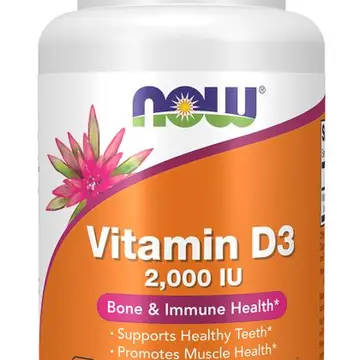 NOW
Vitamin D3
2,000 IU
Bone & Immune Health*
· Supports Healthy Teeth*
· Promotes Muscle Health*